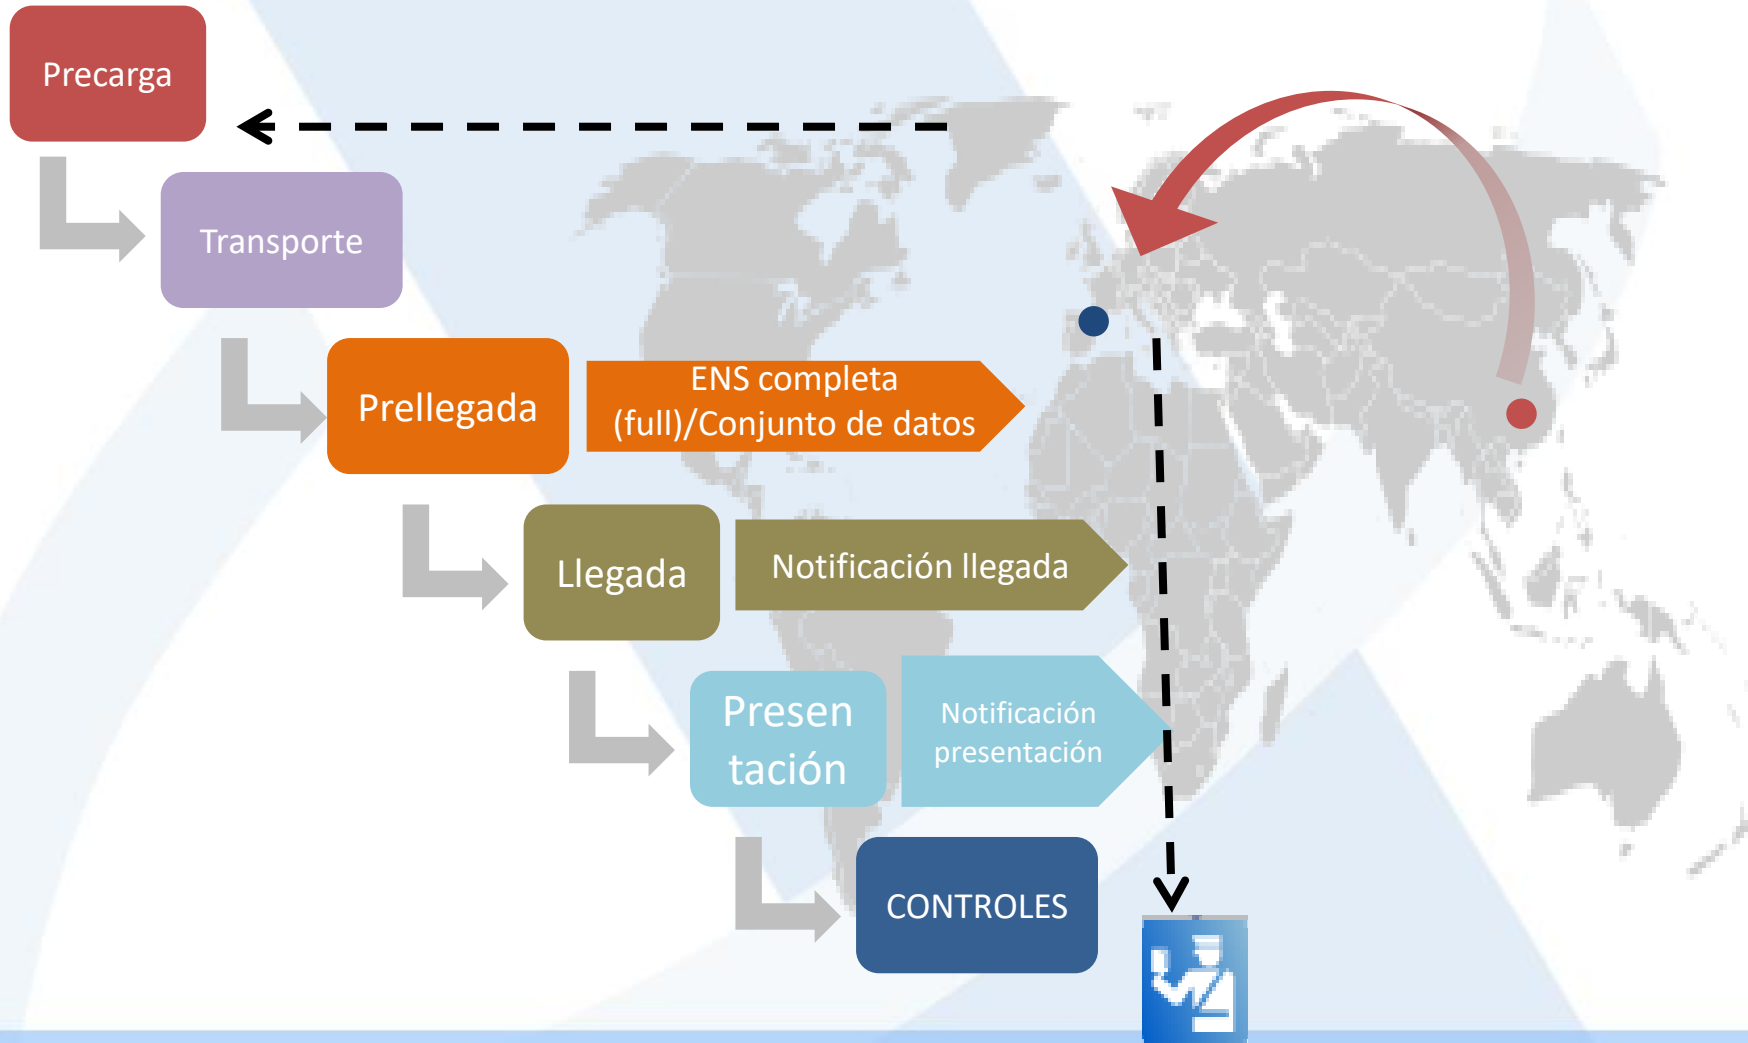 Precarga
Transporte
Prellegada
ENS completa
(full)/Conjunto de datos
Llegada
Notificación llegada
Presen
tación
Notificación
presentación
CONTROLES